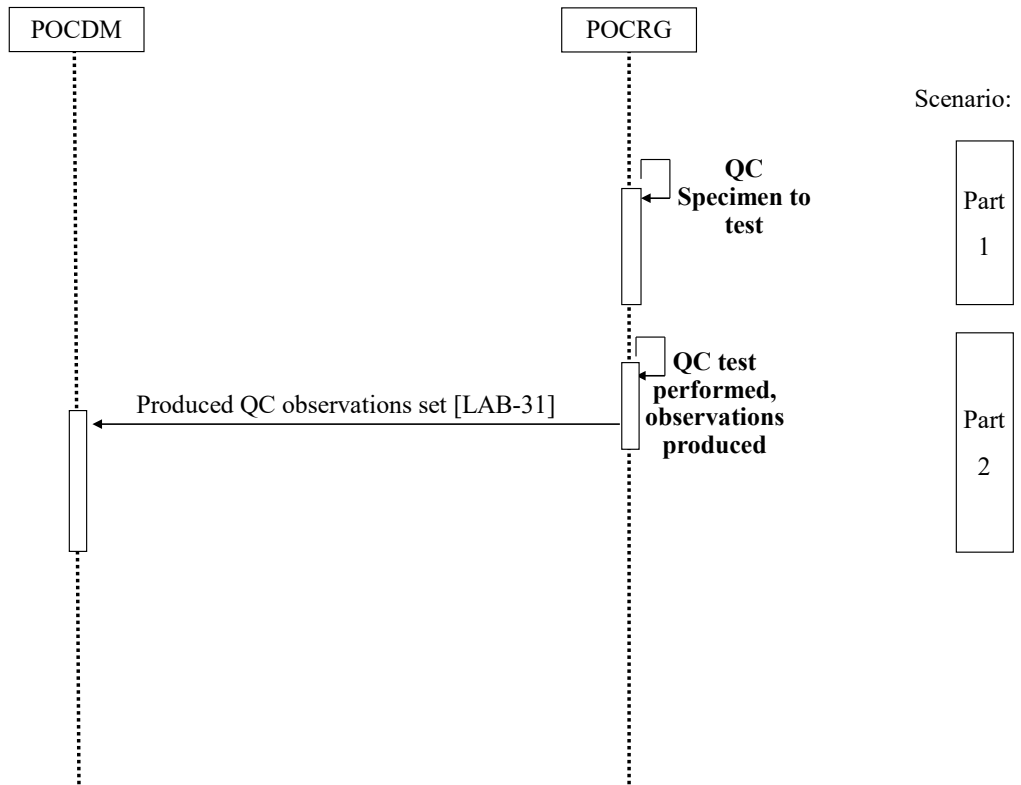 POCDM
POCRG
Scenario:
QC
Specimen to
test
Part
1
QC test
performed,
observations
produced
Produced QC observations set [LAB-31]
Part
2